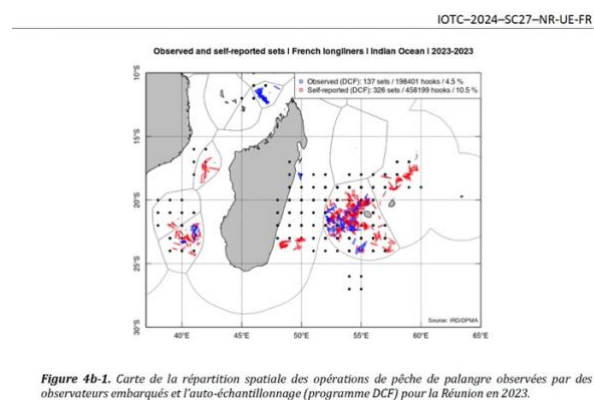 IOTC–2024–SC27–NR-UE-FR
Observed and self-reported sets I French longliners I Indian Ocean I 2023-2023
Observed (DCF): 137 sets / 198401 hooks / 4.5 %
Self-reported (DCF): 326 sets / 458199 hooks / 10.5 %
10°S
15°S
20°S
25°S
30°S
Source: IRD/DPMA
40°E
45°E
50°E
55°E
60°E
65°E
Figure 4b-1. Carte de la répartition spatiale des opérations de pêche de palangre observées par des
observateurs embarqués et l'auto-échantillonnage (programme DCF) pour la Réunion en 2023.